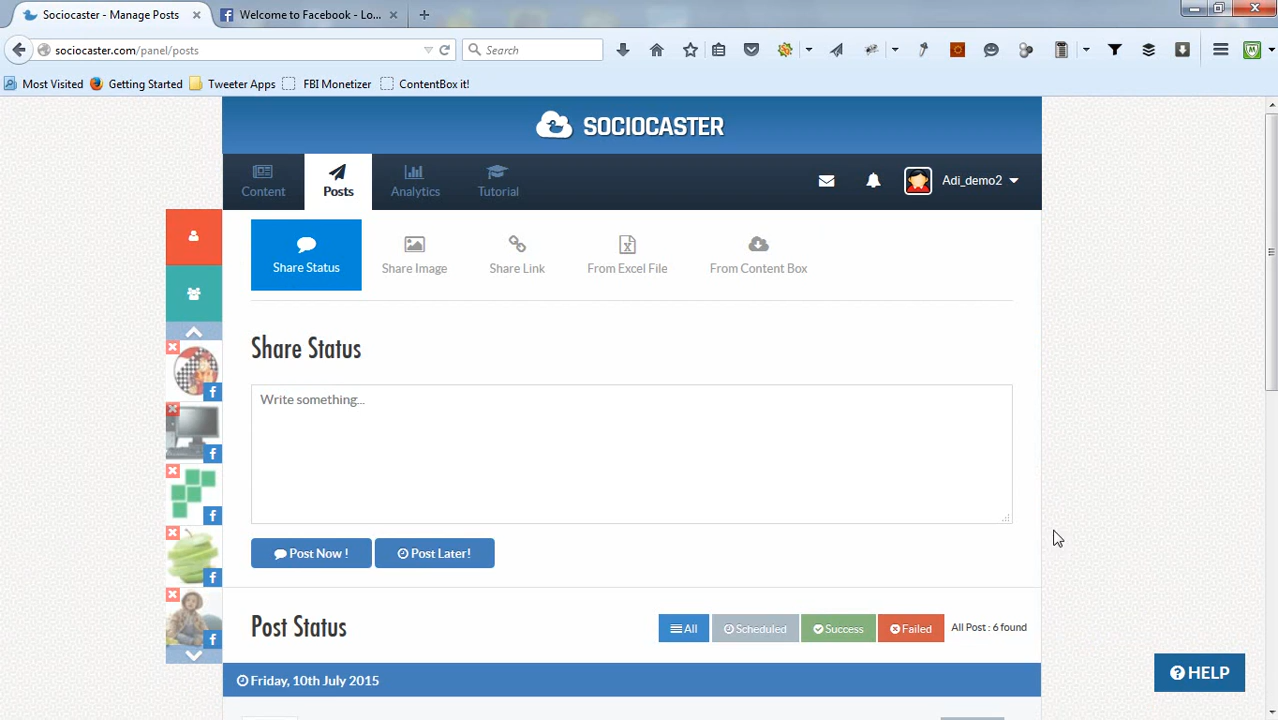 Sociocaster - Manage Posts
Welcome to Facebook - Lo...
sociocaster.com/panel/posts
Search
Most Visited
Getting Started
Tweeter Apps
FBI Monetizer
ContentBox it!
SOCIOCASTER
Content
Posts
Analytics
Tutorial
Adi_demo2
Share Status
Share Image
Share Link
From Excel File
From Content Box
Share Status
Write something...
Post Now !
Post Later!
Post Status
All
Scheduled
Success
Failed
All Post : 6 found
HELP
Friday, 10th July 2015